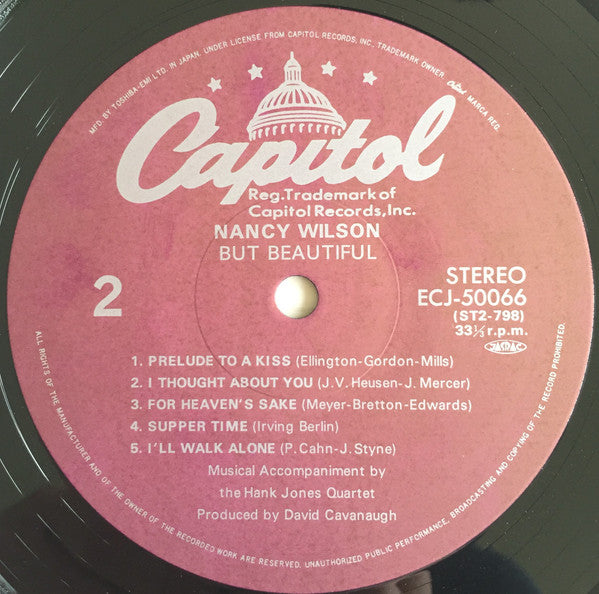 MFD. BY TOSHIBA-EMI LTD. IN JAPAN, UNDER LICENSE FROM CAPITOL RECORDS, INC., TRADEMARK OWNER, Capitol MARCA REG.
Capitol
Reg.Trademark of
Capitol Records,Inc.
NANCY WILSON
BUT BEAUTIFUL
2
STEREO
ECJ-50066
(ST2-798)
33⅓ r.p.m.
JASRAC
1. PRELUDE TO A KISS (Ellington-Gordon-Mills)
2. I THOUGHT ABOUT YOU (J.V. Heusen-J. Mercer)
3. FOR HEAVEN'S SAKE (Meyer-Bretton-Edwards)
4. SUPPER TIME (Irving Berlin)
5. I'LL WALK ALONE (P. Cahn-J. Styne)
Musical Accompaniment by
the Hank Jones Quartet
Produced by David Cavanaugh
ALL RIGHTS OF THE MANUFACTURER AND OF THE OWNER OF THE RECORDED WORK ARE RESERVED. UNAUTHORIZED PUBLIC PERFORMANCE, BROADCASTING AND COPYING OF THE RECORD PROHIBITED.